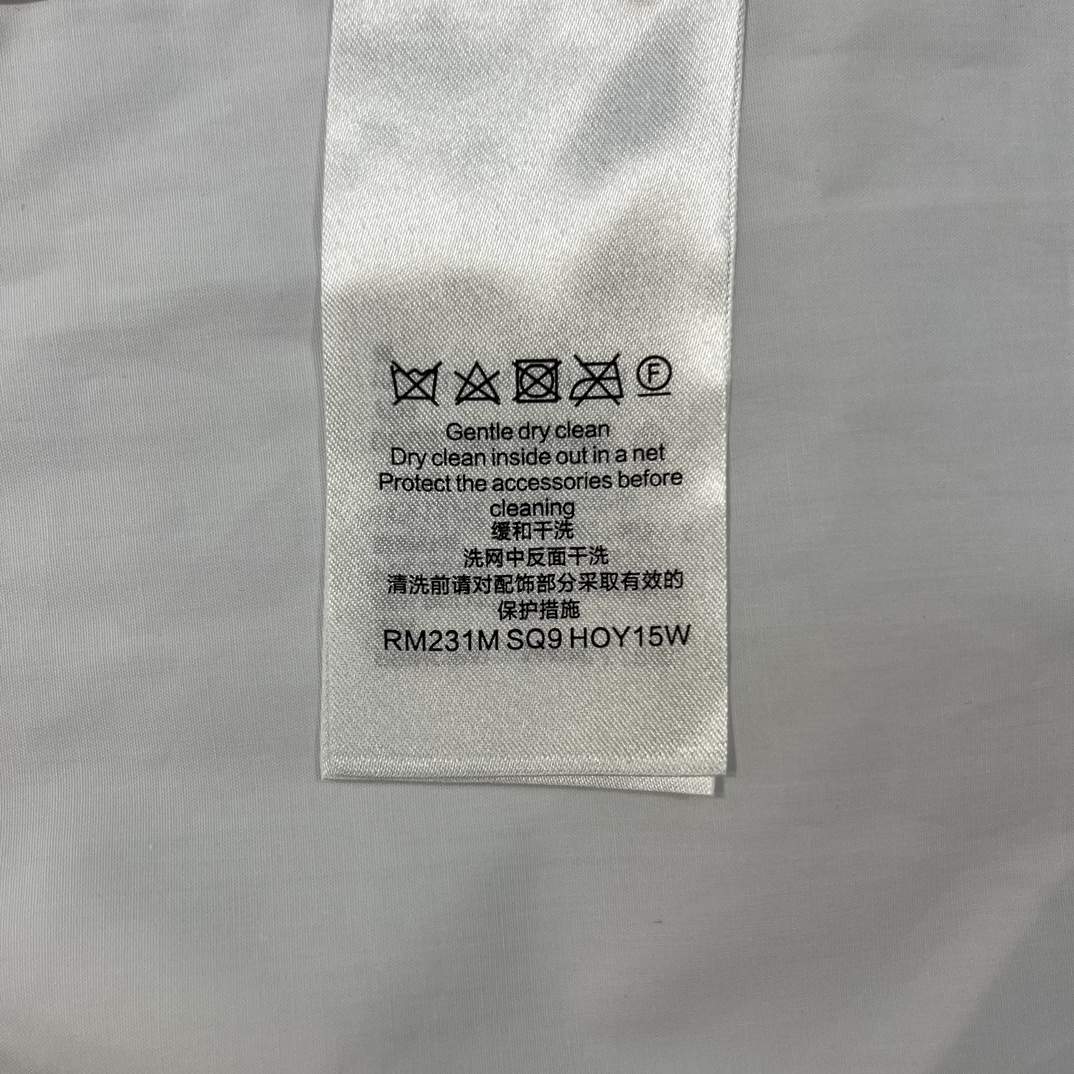 F
Gentle dry clean
Dry clean inside out in a net
Protect the accessories before
cleaning
缓和干洗
洗网中反面干洗
清洗前请对配饰部分采取有效的
保护措施
RM231M SQ9 HOY15W